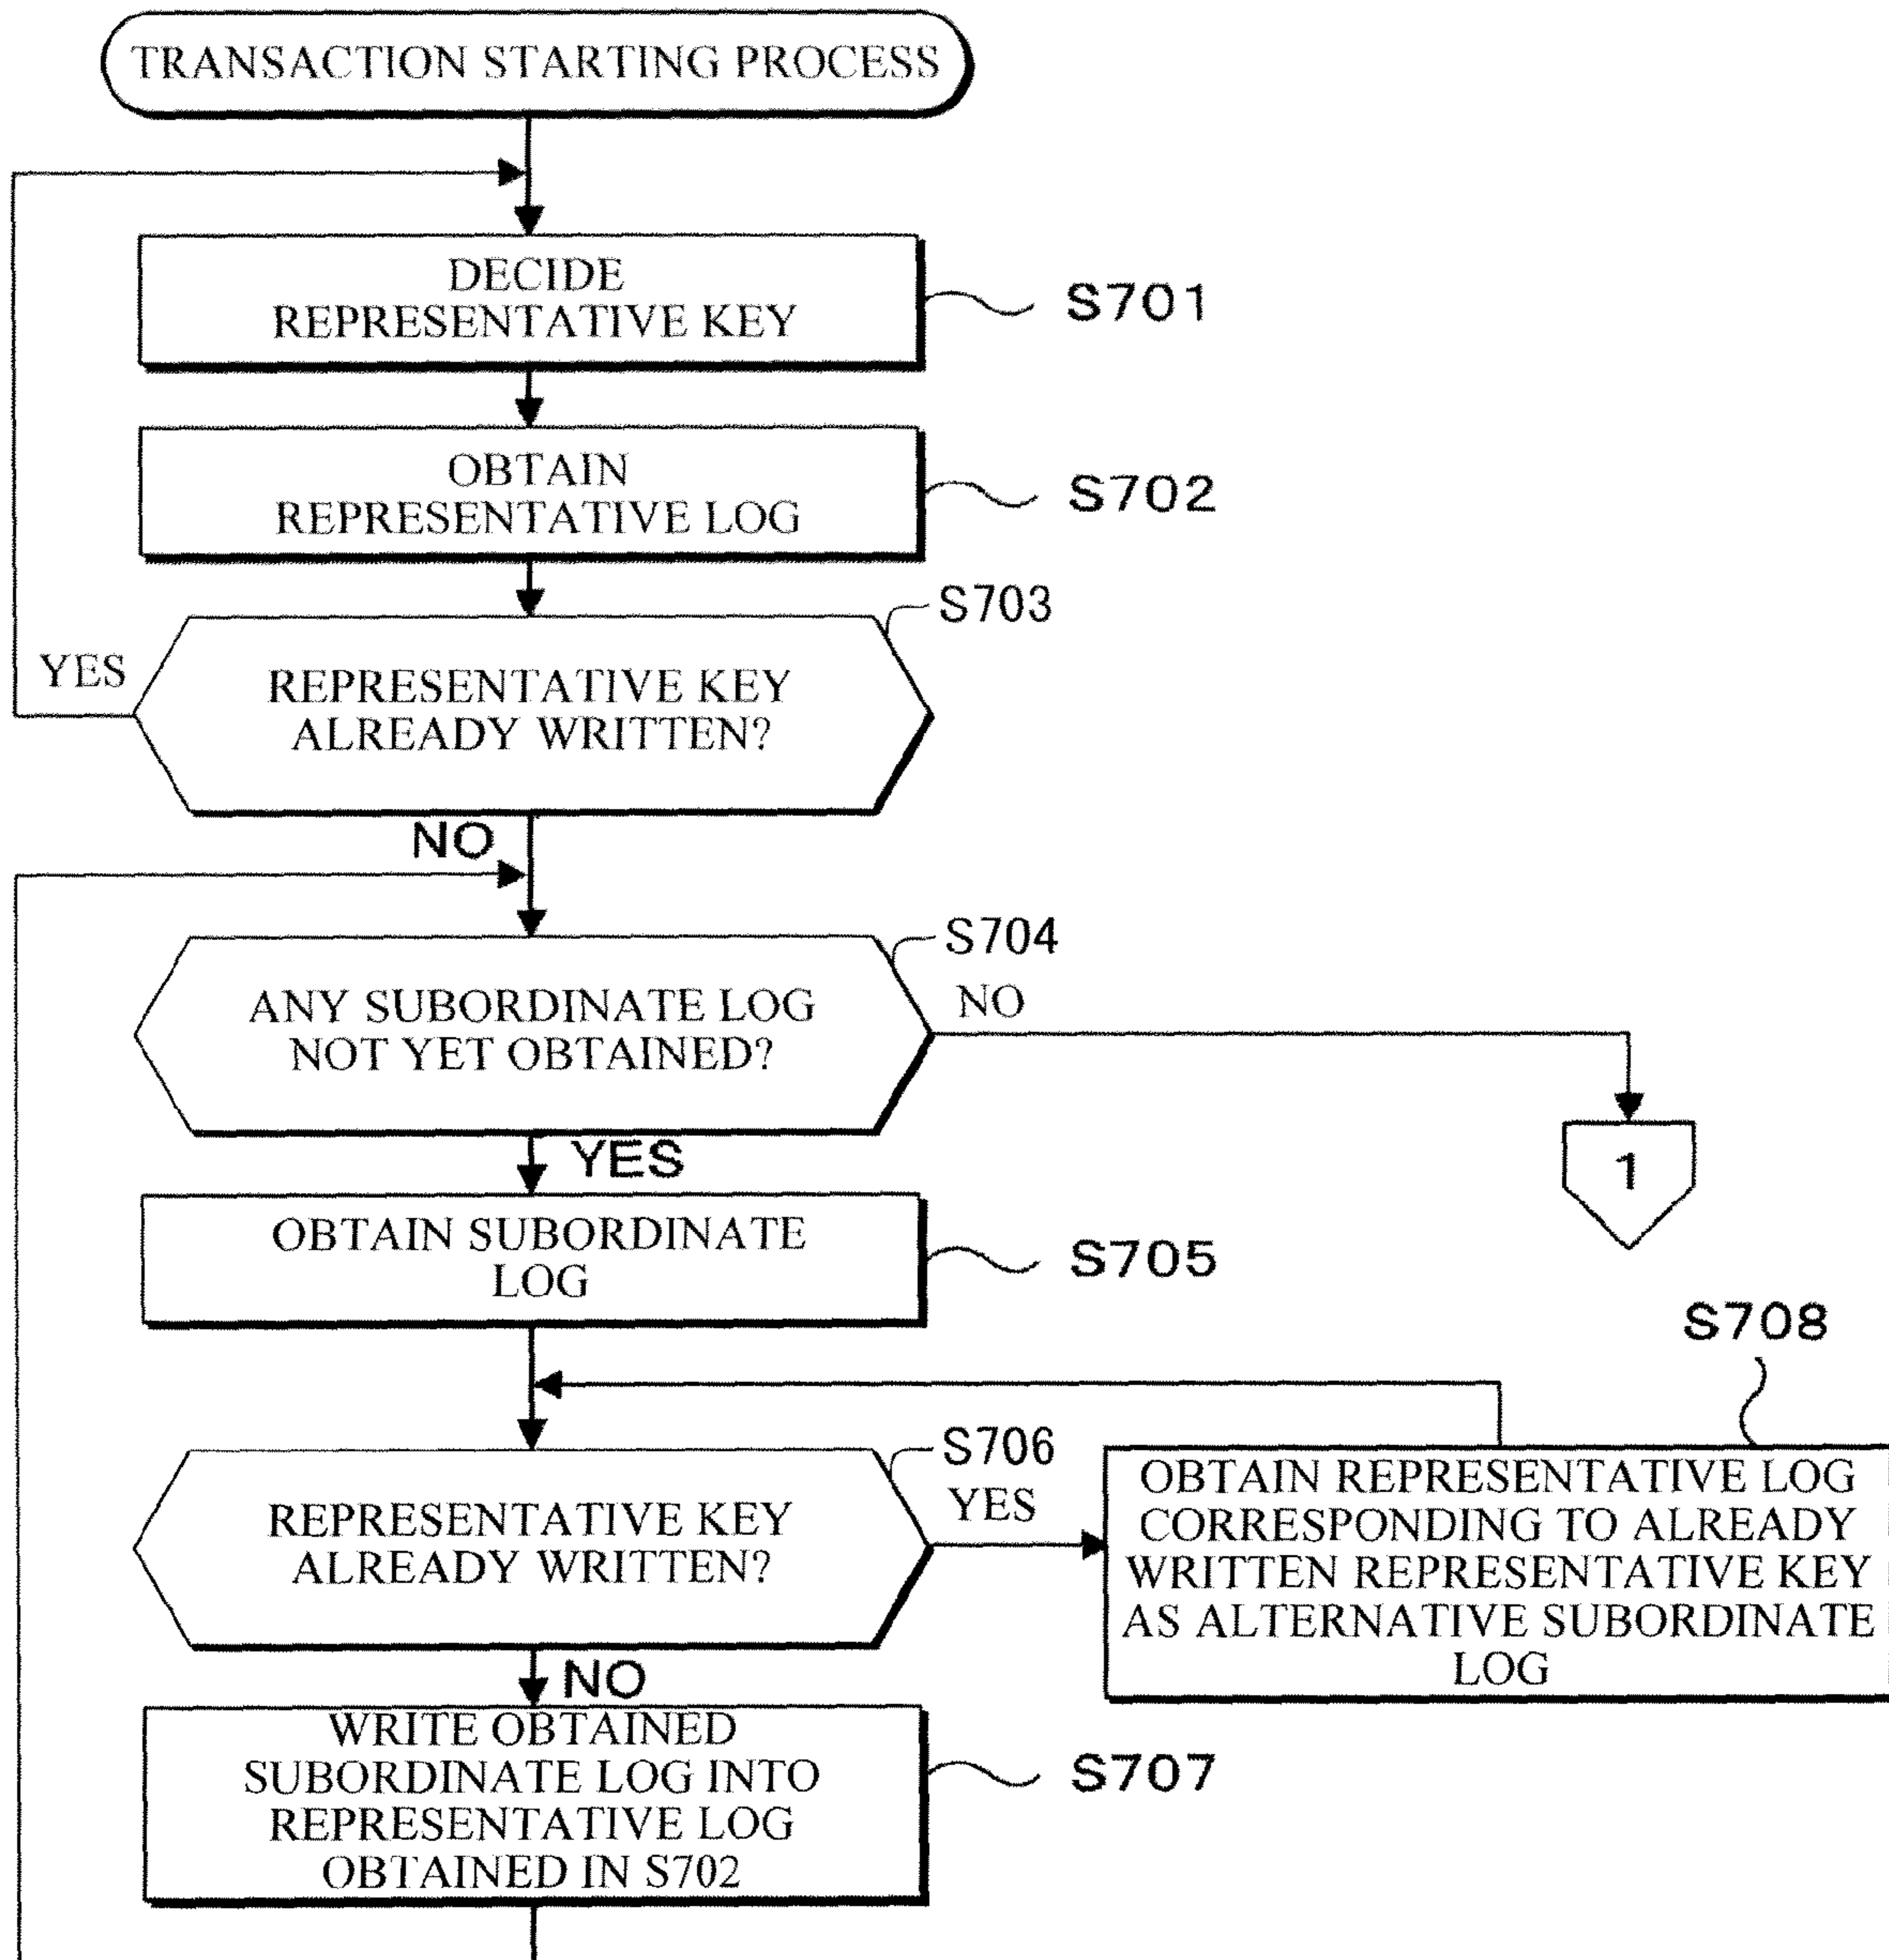 TRANSACTION STARTING PROCESS
DECIDE
REPRESENTATIVE KEY
S701
OBTAIN
REPRESENTATIVE LOG
S702
S703
YES
REPRESENTATIVE KEY
ALREADY WRITTEN?
NO
S704
ANY SUBORDINATE LOG
NOT YET OBTAINED?
NO
1
YES
OBTAIN SUBORDINATE
LOG
S705
S708
S706
REPRESENTATIVE KEY
ALREADY WRITTEN?
YES
OBTAIN REPRESENTATIVE LOG
CORRESPONDING TO ALREADY
WRITTEN REPRESENTATIVE KEY
AS ALTERNATIVE SUBORDINATE
LOG
NO
WRITE OBTAINED
SUBORDINATE LOG INTO
REPRESENTATIVE LOG
OBTAINED IN S702
S707